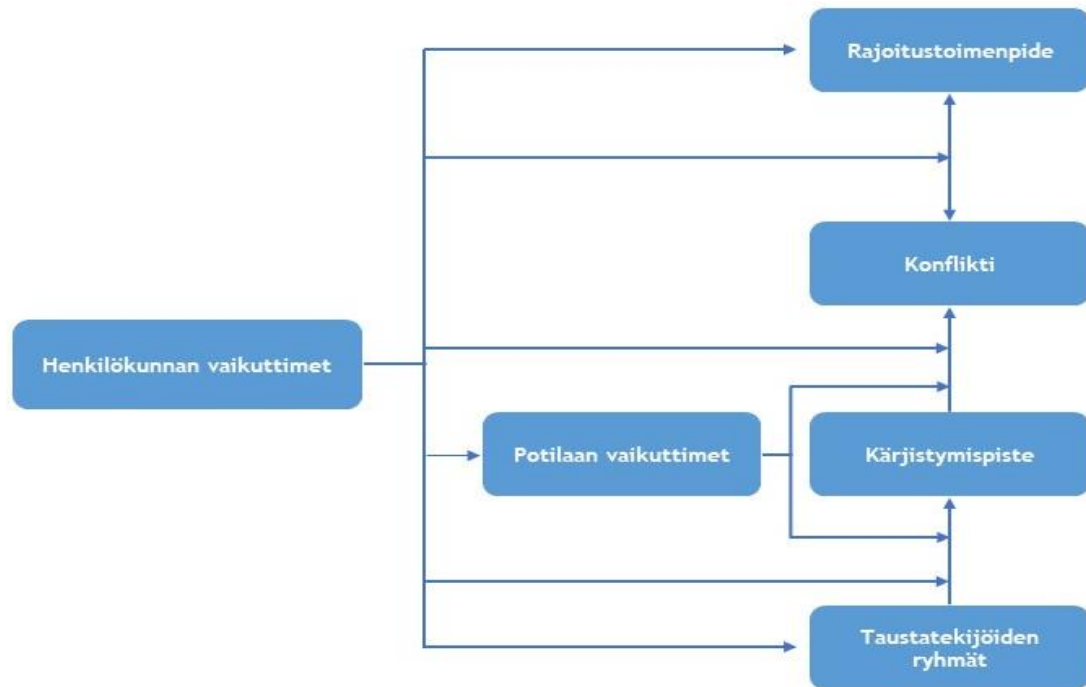 Rajoitustoimenpide
Konflikti
Henkilökunnan vaikuttimet
Potilaan vaikuttimet
Kärjistymispiste
Taustatekijöiden
ryhmät